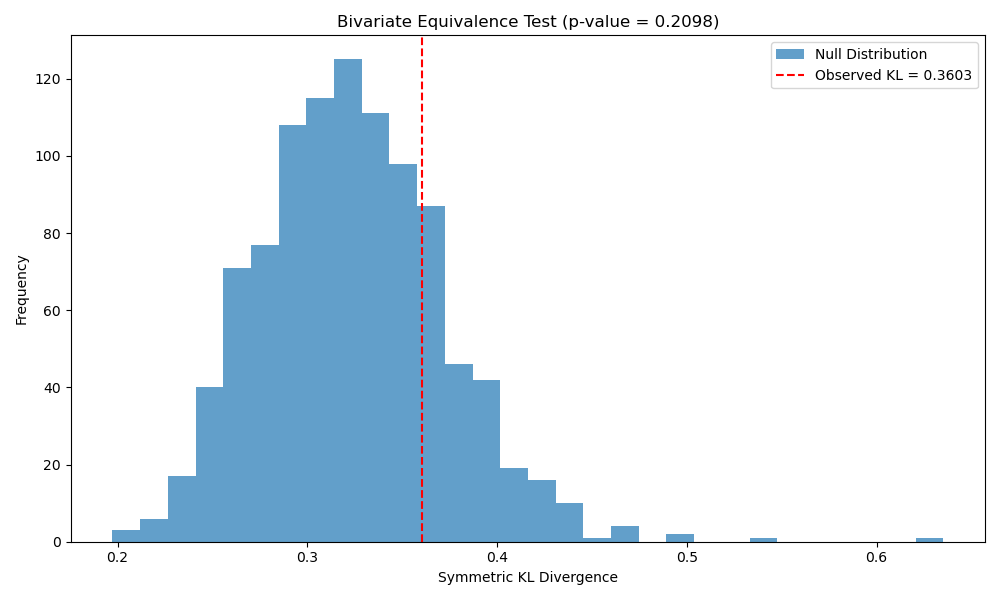 Bivariate Equivalence Test (p-value = 0.2098)
Null Distribution
Observed KL = 0.3603
Frequency
120
100
80
60
40
20
0
0.2
0.3
0.4
0.5
0.6
Symmetric KL Divergence